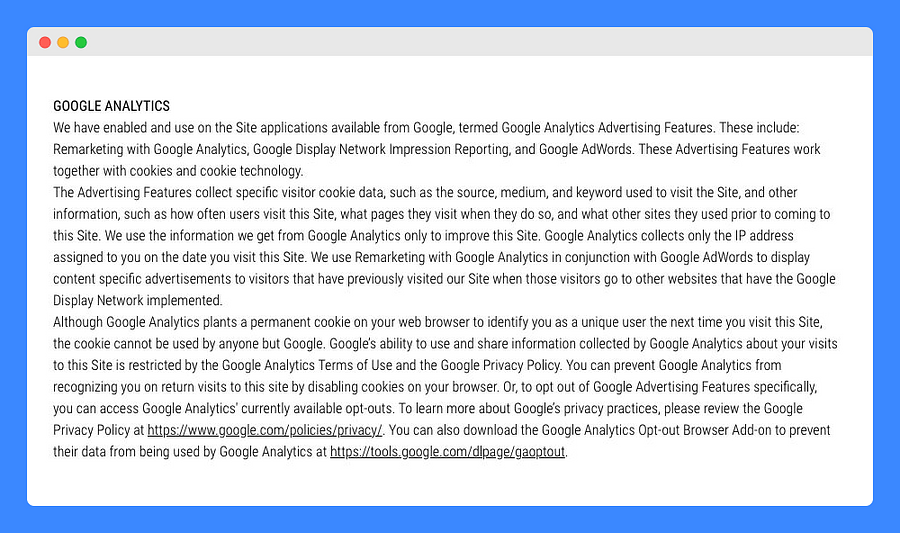 GOOGLE ANALYTICS
We have enabled and use on the Site applications available from Google, termed Google Analytics Advertising Features. These include:
Remarketing with Google Analytics, Google Display Network Impression Reporting, and Google AdWords. These Advertising Features work
together with cookies and cookie technology.
The Advertising Features collect specific visitor cookie data, such as the source, medium, and keyword used to visit the Site, and other
information, such as how often users visit this Site, what pages they visit when they do so, and what other sites they used prior to coming to
this Site. We use the information we get from Google Analytics only to improve this Site. Google Analytics collects only the IP address
assigned to you on the date you visit this Site. We use Remarketing with Google Analytics in conjunction with Google AdWords to display
content specific advertisements to visitors that have previously visited our Site when those visitors go to other websites that have the Google
Display Network implemented.
Although Google Analytics plants a permanent cookie on your web browser to identify you as a unique user the next time you visit this Site,
the cookie cannot be used by anyone but Google. Google's ability to use and share information collected by Google Analytics about your visits
to this Site is restricted by the Google Analytics Terms of Use and the Google Privacy Policy. You can prevent Google Analytics from
recognizing you on return visits to this site by disabling cookies on your browser. Or, to opt out of Google Advertising Features specifically,
you can access Google Analytics' currently available opt-outs. To learn more about Google's privacy practices, please review the Google
Privacy Policy at https://www.google.com/policies/privacy/. You can also download the Google Analytics Opt-out Browser Add-on to prevent
their data from being used by Google Analytics at https://tools.google.com/dlpage/gaoptout.